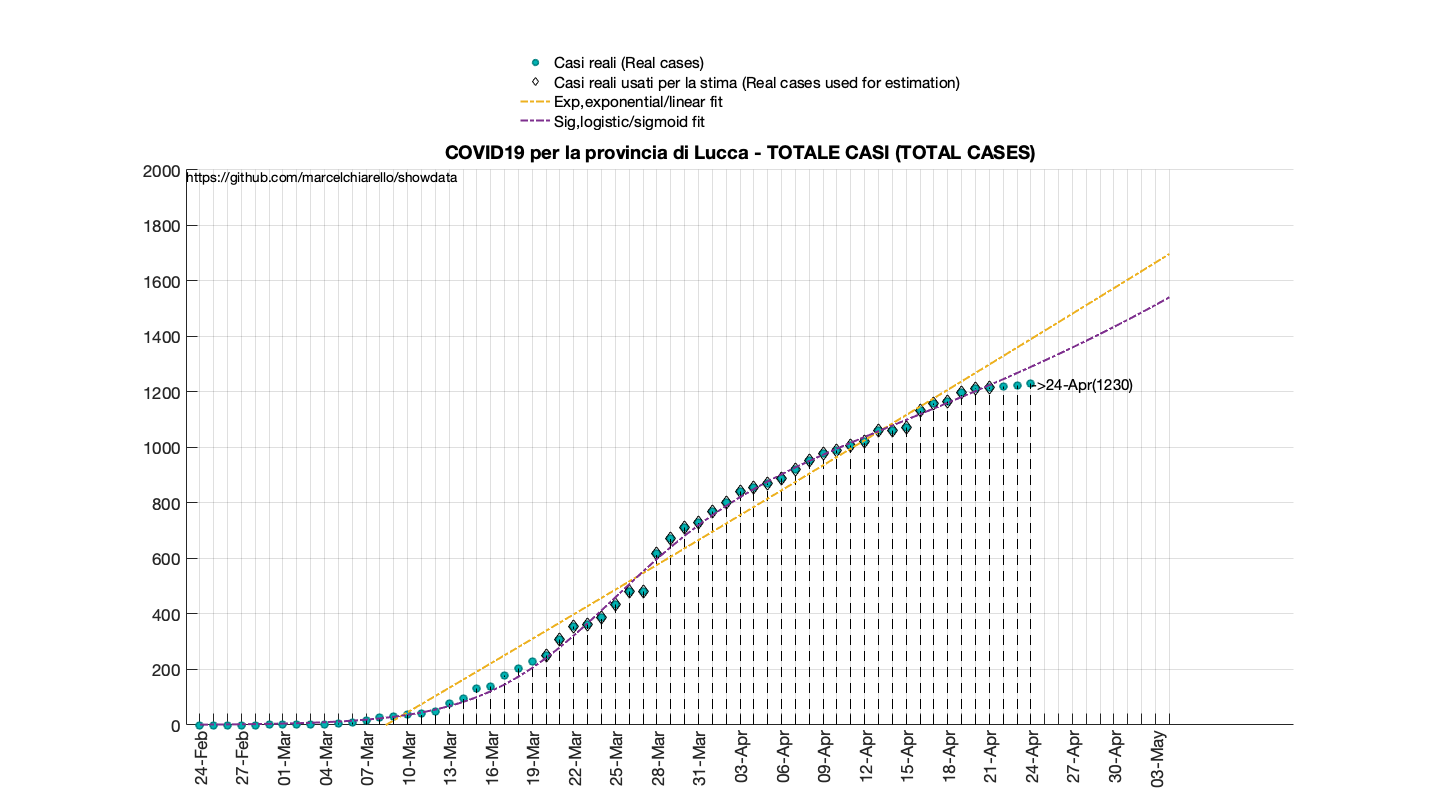 Casi reali (Real cases)
Casi reali usati per la stima (Real cases used for estimation)
Exp,exponential/linear fit
Sig,logistic/sigmoid fit
COVID19 per la provincia di Lucca - TOTALE CASI (TOTAL CASES)
https://github.com/marcelchiarello/showdata
2000
1800
1600
1400
1200
1000
800
600
400
200
0
>24-Apr(1230)
24-Feb
27-Feb
01-Mar
04-Mar
07-Mar
10-Mar
13-Mar
16-Mar
19-Mar
22-Mar
25-Mar
28-Mar
31-Mar
03-Apr
06-Apr
09-Apr
12-Apr
15-Apr
18-Apr
21-Apr
24-Apr
27-Apr
30-Apr
03-May